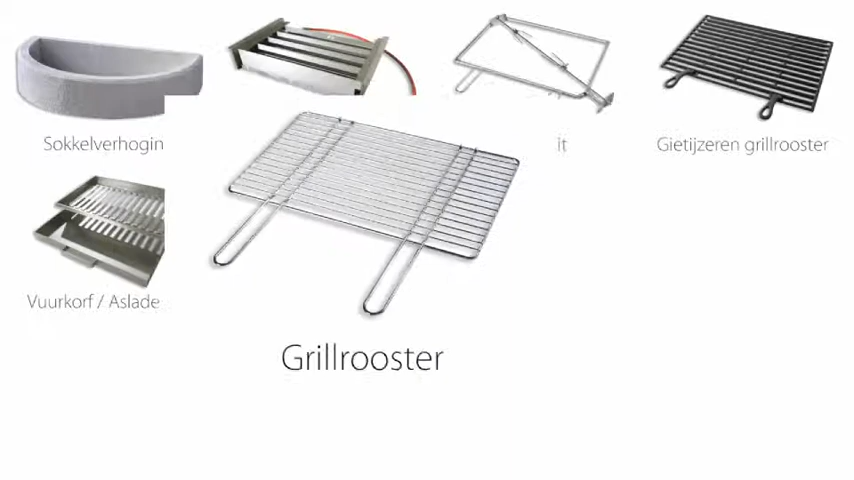 Sokkelverhogin
it
Gietijzeren grillrooster
Vuurkorf / Aslade
Grillrooster